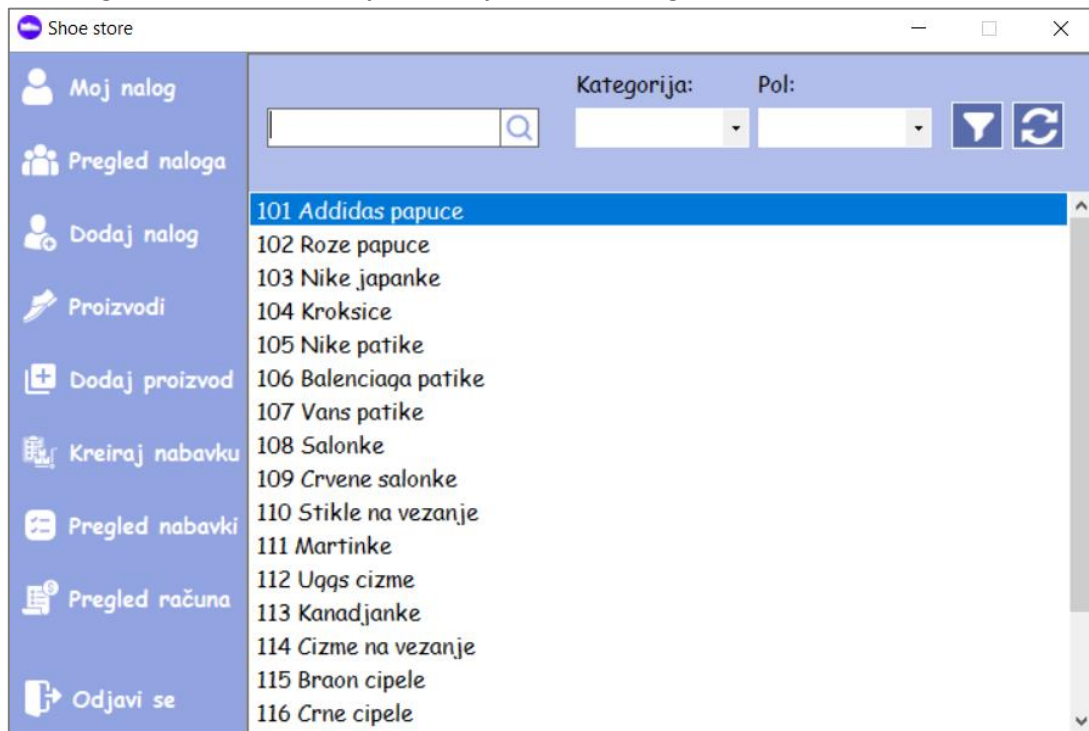 Shoe store
Moj nalog
Pregled naloga
Dodaj nalog
Proizvodi
Dodaj proizvod
Kreiraj nabavku
Pregled nabavki
Pregled računa
Odjavi se
Kategorija:
Pol:
101 Addidas papuce
102 Roze papuce
103 Nike japanke
104 Kroksice
105 Nike patike
106 Balenciaga patike
107 Vans patike
108 Salonke
109 Crvene salonke
110 Stikle na vezanje
111 Martinke
112 Uggs cizme
113 Kanadjanke
114 Cizme na vezanje
115 Braon cipele
116 Crne cipele